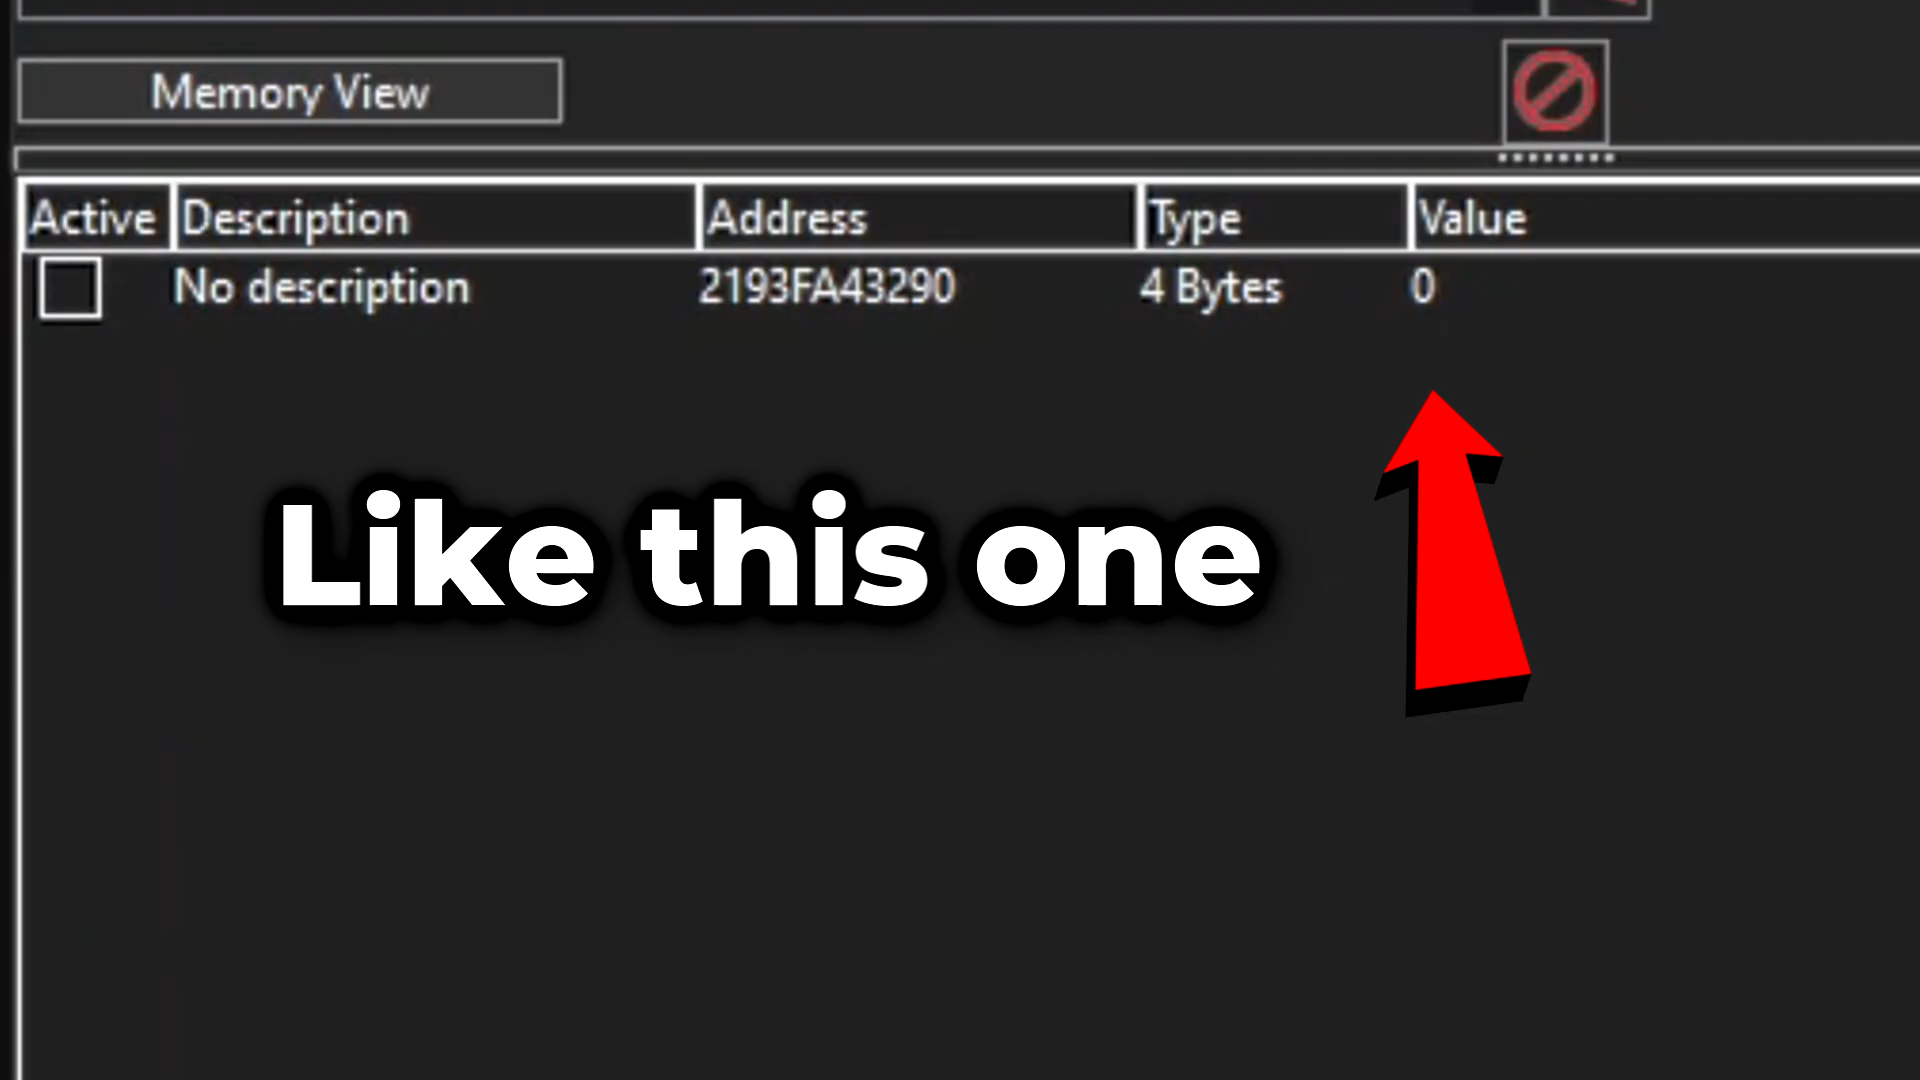 Memory View
Active Description Address Type Value
No description 2193FA43290 4 Bytes 0
Like this one